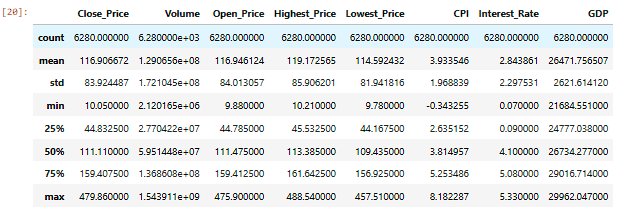 [20]:
Close_Price Volume Open_Price Highest_Price Lowest_Price CPI Interest_Rate GDP
count 6280.000000 6.280000e+03 6280.000000 6280.000000 6280.000000 6280.000000 6280.000000 6280.000000
mean 116.906672 1.290656e+08 116.946124 119.172565 114.592432 3.933546 2.843861 26471.756507
std 83.924487 1.721045e+08 84.013057 85.906201 81.941816 1.968839 2.297531 2621.614120
min 10.050000 2.120165e+06 9.880000 10.210000 9.780000 -0.343255 0.070000 21684.551000
25% 44.832500 2.770422e+07 44.785000 45.532500 44.167500 2.635152 0.090000 24777.038000
50% 111.110000 5.951448e+07 111.475000 113.385000 109.435000 3.814957 4.100000 26734.277000
75% 159.407500 1.368608e+08 159.412500 161.642500 156.925000 5.253486 5.080000 29016.714000
max 479.860000 1.543911e+09 475.900000 488.540000 457.510000 8.182287 5.330000 29962.047000